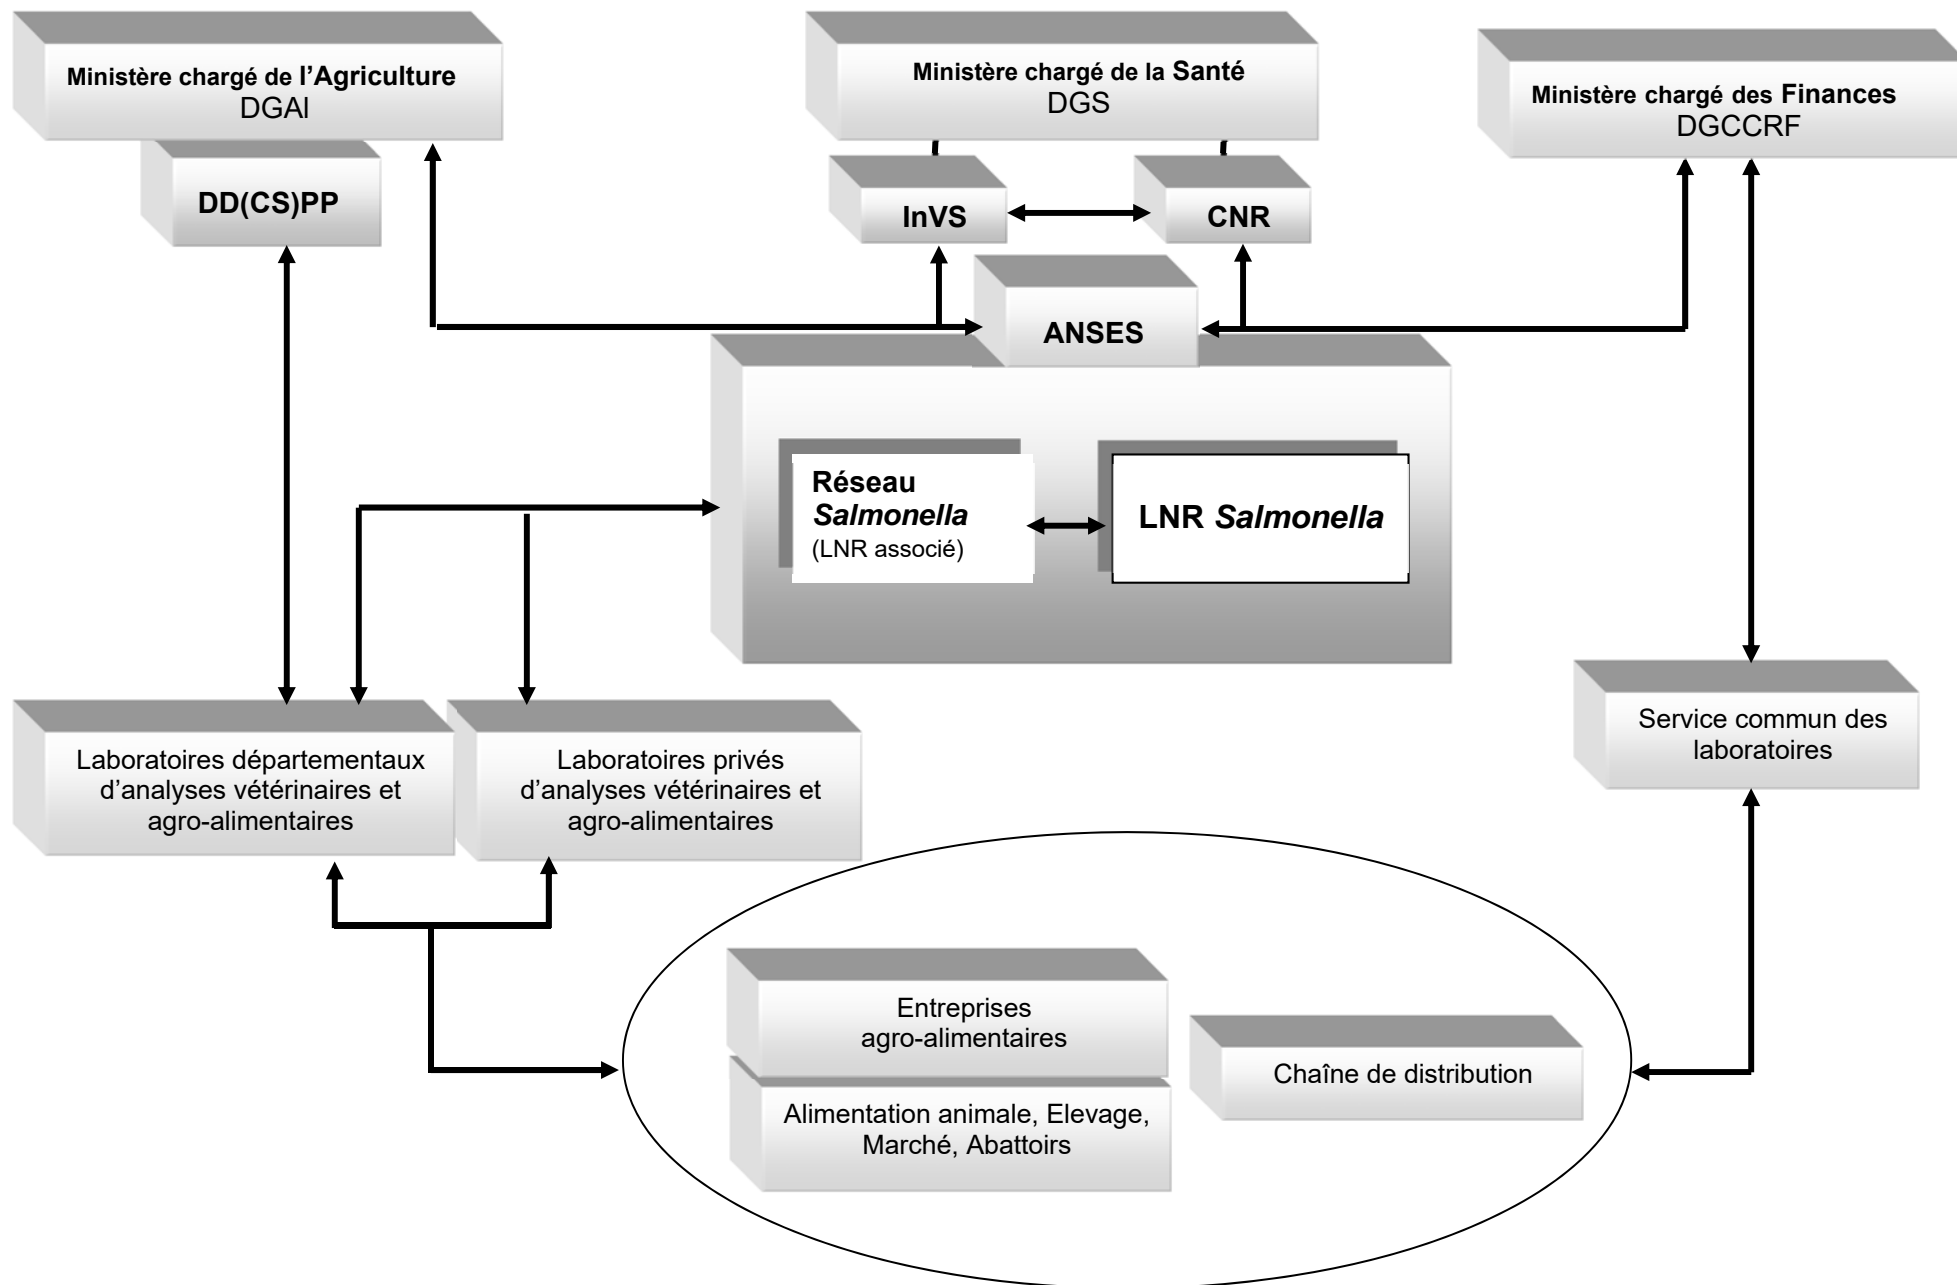 Ministère chargé de l’Agriculture
DGAl
Ministère chargé de la Santé
DGS
Ministère chargé des Finances
DGCCRF
DD(CS)PP
InVS
CNR
ANSES
Réseau
Salmonella
(LNR associé)
LNR Salmonella
Laboratoires départementaux
d’analyses vétérinaires et
agro-alimentaires
Laboratoires privés
d’analyses vétérinaires et
agro-alimentaires
Service commun des
laboratoires
Entreprises
agro-alimentaires
Alimentation animale, Elevage,
Marché, Abattoirs
Chaîne de distribution